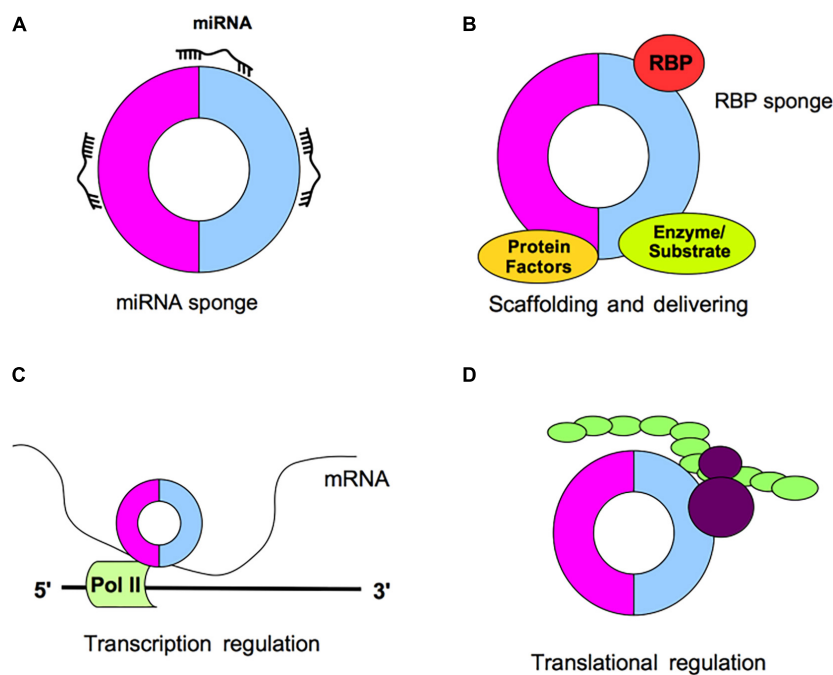 A
miRNA
miRNA sponge
B
RBP
RBP sponge
Protein
Factors
Enzyme/
Substrate
Scaffolding and delivering
C
mRNA
5' Pol II 3'
Transcription regulation
D
Translational regulation